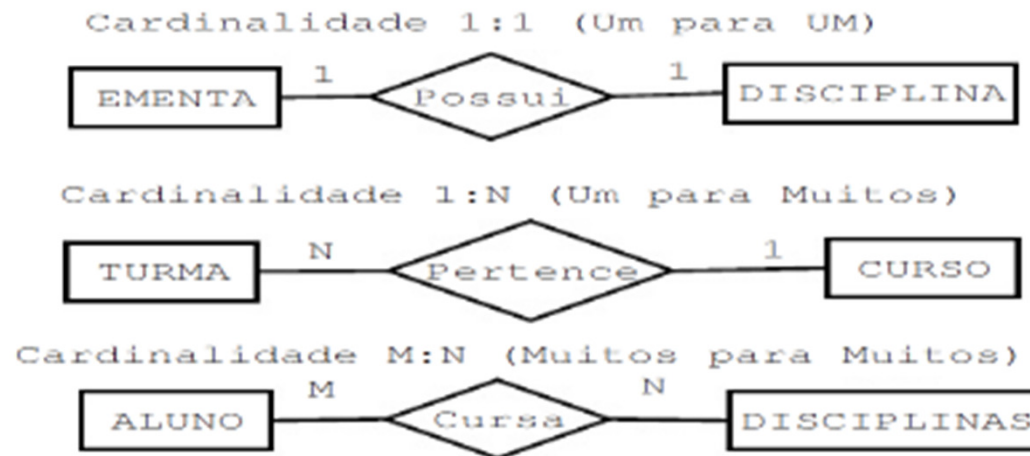 Cardinalidade 1:1 (Um para UM)
1 1
EMENTA Possui DISCIPLINA
Cardinalidade 1:N (Um para Muitos)
N 1
TURMA Pertence CURSO
Cardinalidade M:N (Muitos para Muitos)
M N
ALUNO Cursa DISCIPLINAS